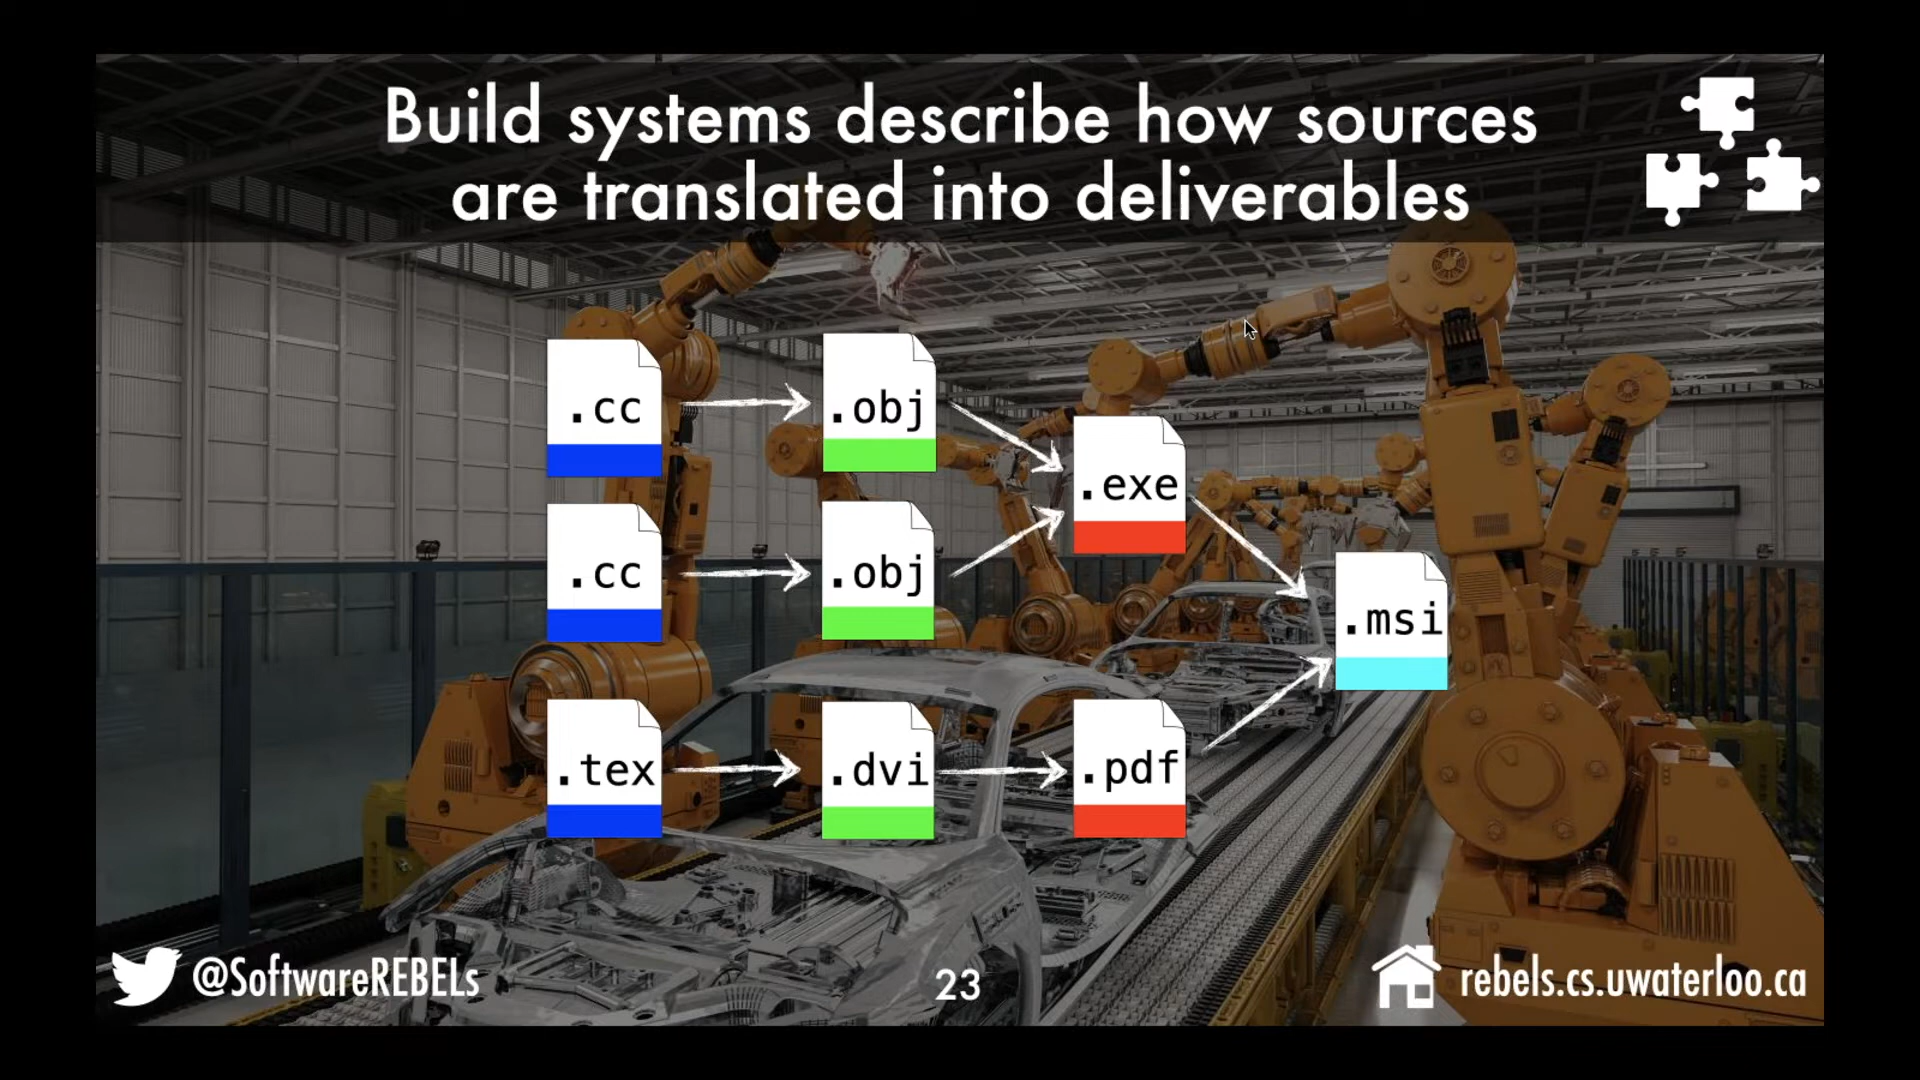 Build systems describe how sources
are translated into deliverables
.cc
.obj
.exe
.cc
.obj
.msi
.tex
.dvi
.pdf
@SoftwareREBELs
23
rebels.cs.uwaterloo.ca